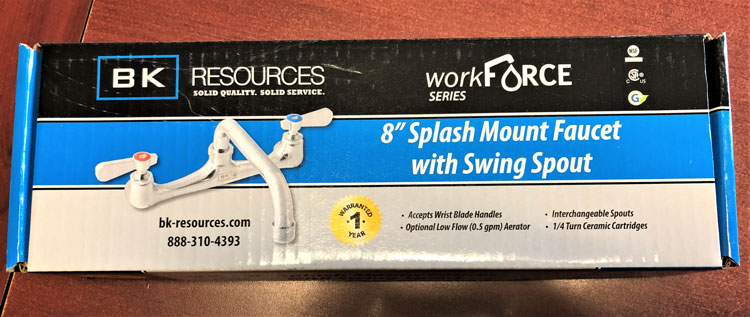 BK RESOURCES
SOLID QUALITY. SOLID SERVICE.
workFORCE
SERIES
NSF
C US
G
8" Splash Mount Faucet
with Swing Spout
bk-resources.com
888-310-4393
WARRANTED
1
YEAR
• Accepts Wrist Blade Handles
• Optional Low Flow (0.5 gpm) Aerator
• Interchangeable Spouts
• 1/4 Turn Ceramic Cartridges